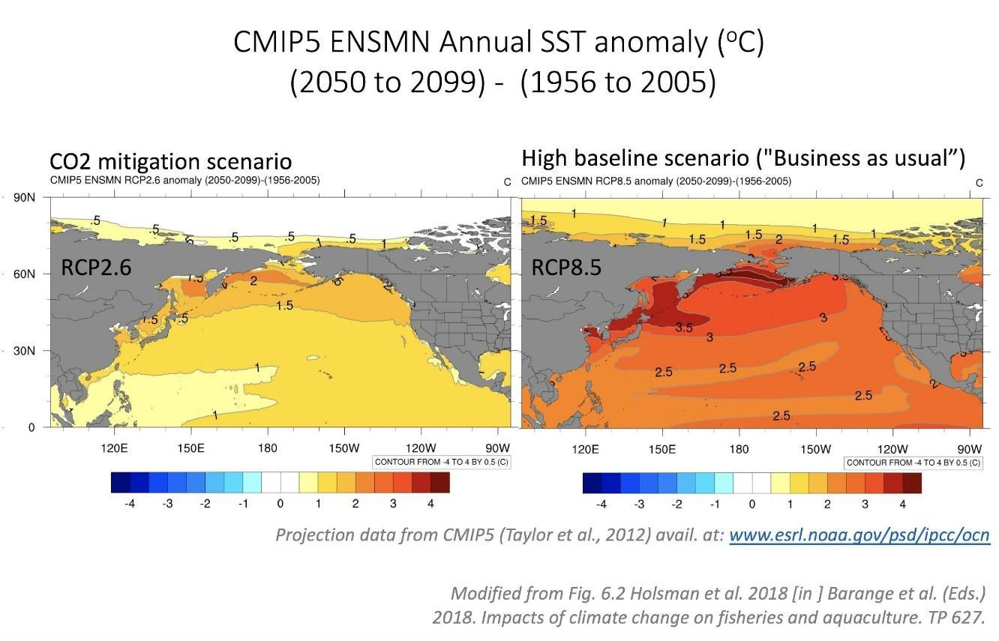 CMIP5 ENSMN Annual SST anomaly (°C)
(2050 to 2099) - (1956 to 2005)
CO2 mitigation scenario
CMIP5 ENSMN RCP2.6 anomaly (2050-2099)-(1956-2005) C
90N
.5 .5 .5 .5 .5 .5 1 1
60N
RCP2.6
2
1.5
1.5 .5
30N
1
1
0
120E 150E 180 150W 120W 90W
CONTOUR FROM -4 TO 4 BY 0.5 (C)
-4 -3 -2 -1 0 1 2 3 4
High baseline scenario ("Business as usual”)
CMIP5 ENSMN RCP8.5 anomaly (2050-2099)-(1956-2005) C
1.5 1 1 1 1 1
1.5 1.5 2 1.5
RCP8.5
3.5 3 3
2.5 2.5 2.5
2.5
2.5
120E 150E 180 150W 120W 90W
CONTOUR FROM -4 TO 4 BY 0.5 (C)
-4 -3 -2 -1 0 1 2 3 4
Projection data from CMIP5 (Taylor et al., 2012) avail. at: www.esrl.noaa.gov/psd/ipcc/ocn
Modified from Fig. 6.2 Holsman et al. 2018 [in ] Barange et al. (Eds.)
2018. Impacts of climate change on fisheries and aquaculture. TP 627.